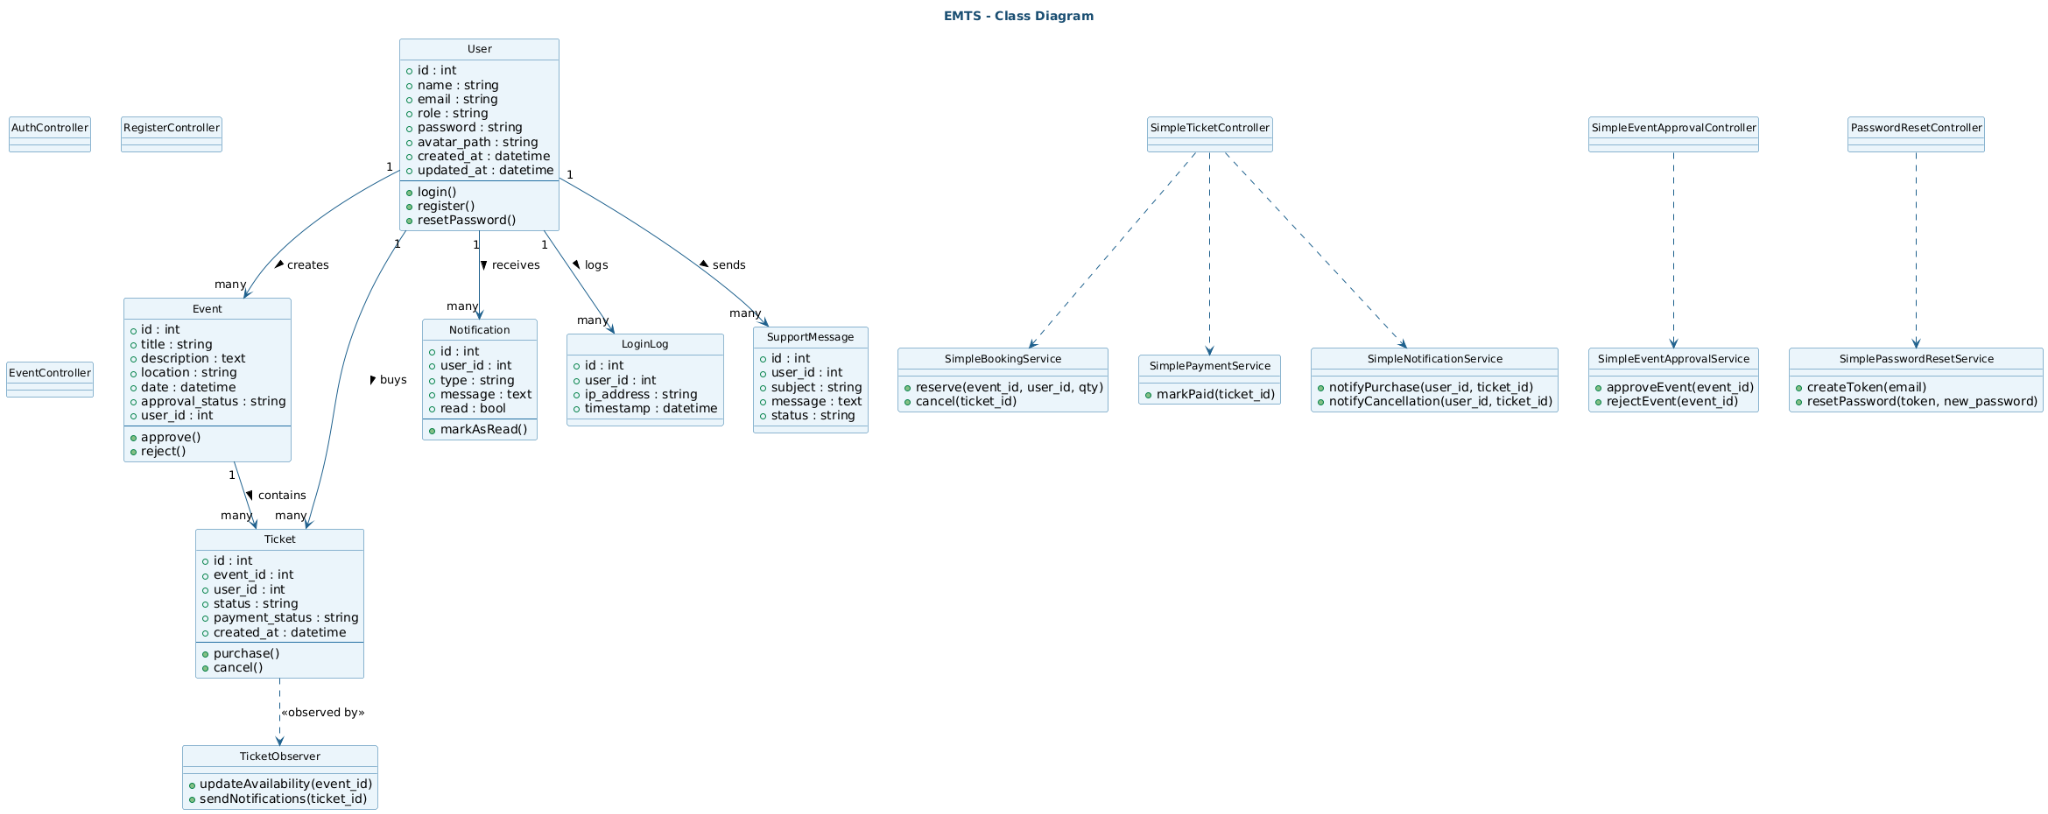 EMTS - Class Diagram
User
id : int
name : string
email : string
role : string
password : string
avatar_path : string
created_at : datetime
updated_at : datetime
login()
register()
resetPassword()
AuthController
RegisterController
SimpleTicketController
SimpleEventApprovalController
PasswordResetController
1
1
1
1
1
creates
receives
logs
sends
many
many
many
many
buys
Event
id : int
title : string
description : text
location : string
date : datetime
approval_status : string
user_id : int
approve()
reject()
EventController
Notification
id : int
user_id : int
type : string
message : text
read : bool
markAsRead()
LoginLog
id : int
user_id : int
ip_address : string
timestamp : datetime
SupportMessage
id : int
user_id : int
subject : string
message : text
status : string
SimpleBookingService
reserve(event_id, user_id, qty)
cancel(ticket_id)
SimplePaymentService
markPaid(ticket_id)
SimpleNotificationService
notifyPurchase(user_id, ticket_id)
notifyCancellation(user_id, ticket_id)
SimpleEventApprovalService
approveEvent(event_id)
rejectEvent(event_id)
SimplePasswordResetService
createToken(email)
resetPassword(token, new_password)
1
contains
many
many
Ticket
id : int
event_id : int
user_id : int
status : string
payment_status : string
created_at : datetime
purchase()
cancel()
«observed by»
TicketObserver
updateAvailability(event_id)
sendNotifications(ticket_id)